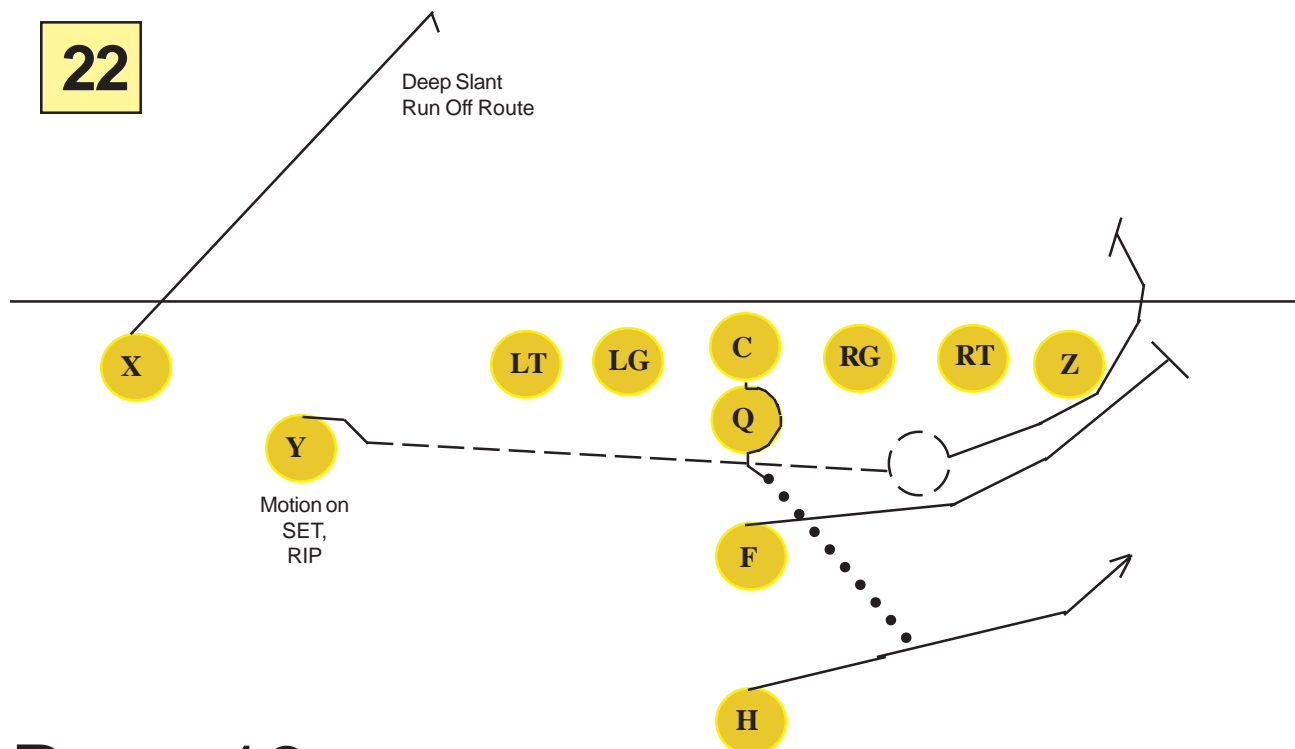 22
Deep Slant
Run Off Route
X
LT
LG
C
RG
RT
Z
Q
Y
Motion on
SET,
RIP
F
H